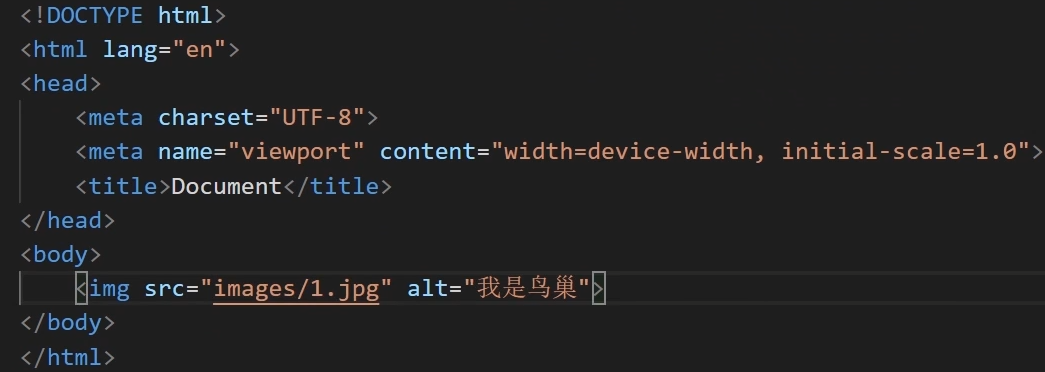 <!DOCTYPE html>
<html lang="en">
<head>
    <meta charset="UTF-8">
    <meta name="viewport" content="width=device-width, initial-scale=1.0">
    <title>Document</title>
</head>
<body>
    <img src="images/1.jpg" alt="我是鸟巢">
</body>
</html>